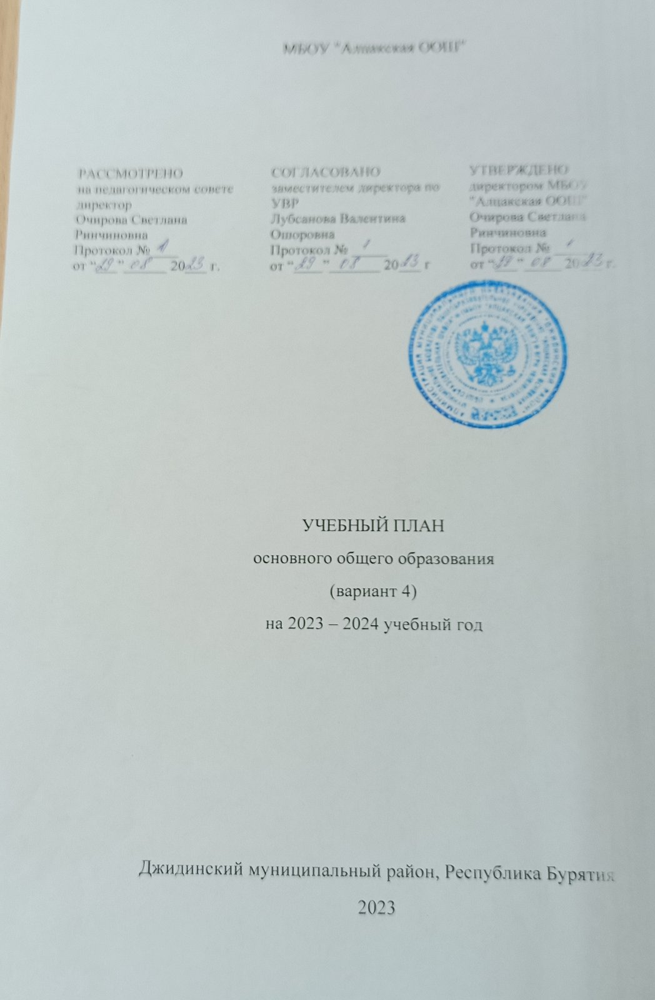 МБОУ "Алцакская ООШ"
РАССМОТРЕНО
на педагогическом совете
директор
Очирова Светлана
Ринчиновна
Протокол № 1
от "29" 08 2023 г.
СОГЛАСОВАНО
заместителем директора по
УВР
Лубсанова Валентина
Ошоровна
Протокол № 1
от "29" 08 2023 г
УТВЕРЖДЕНО
директором МБОУ
"Алцакская ООШ"
Очирова Светлана
Ринчиновна
Протокол № 1
от "29" 08 2023 г.
УЧЕБНЫЙ ПЛАН
основного общего образования
(вариант 4)
на 2023 – 2024 учебный год
Джидинский муниципальный район, Республика Бурятия
2023